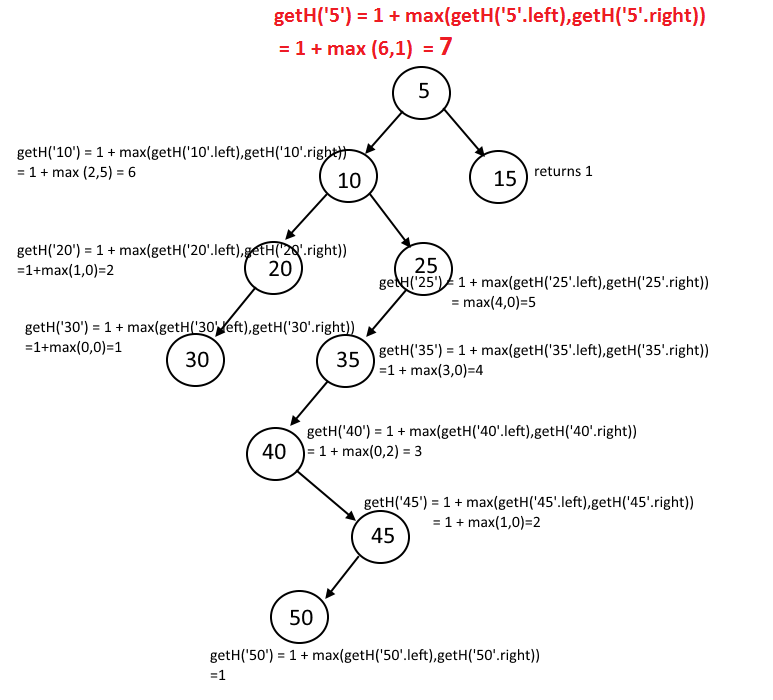 getH('5') = 1 + max(getH('5'.left),getH('5'.right))
= 1 + max (6,1) = 7
5
getH('10') = 1 + max(getH('10'.left),getH('10'.right))
= 1 + max (2,5) = 6
10
15
returns 1
getH('20') = 1 + max(getH('20'.left),getH('20'.right))
=1+max(1,0)=2
20
25
getH('25') = 1 + max(getH('25'.left),getH('25'.right))
= max(4,0)=5
getH('30') = 1 + max(getH('30'.left),getH('30'.right))
=1+max(0,0)=1
30
35
getH('35') = 1 + max(getH('35'.left),getH('35'.right))
=1 + max(3,0)=4
getH('40') = 1 + max(getH('40'.left),getH('40'.right))
= 1 + max(0,2) = 3
40
getH('45') = 1 + max(getH('45'.left),getH('45'.right))
= 1 + max(1,0)=2
45
50
getH('50') = 1 + max(getH('50'.left),getH('50'.right))
=1